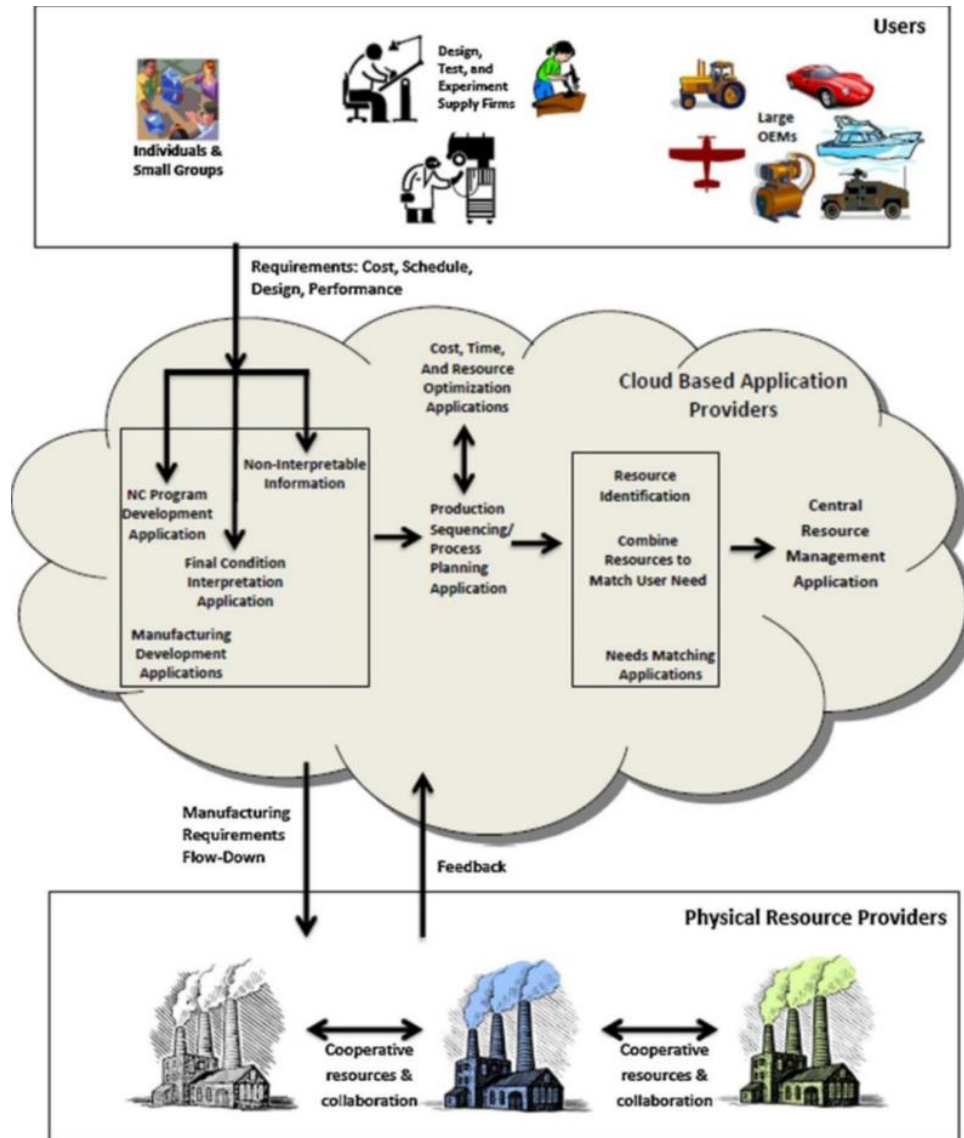 Users
Individuals &
Small Groups
Design,
Test, and
Experiment
Supply Firms
Large
OEMs
Requirements: Cost, Schedule,
Design, Performance
Cloud Based Application
Providers
NC Program
Development
Application
Non-Interpretable
Information
Final Condition
Interpretation
Application
Manufacturing
Development
Applications
Cost, Time,
And Resource
Optimization
Applications
Production
Sequencing/
Process
Planning
Application
Resource
Identification
Combine
Resources to
Match User Need
Needs Matching
Applications
Central
Resource
Management
Application
Manufacturing
Requirements
Flow-Down
Feedback
Physical Resource Providers
Cooperative
resources &
collaboration
Cooperative
resources &
collaboration